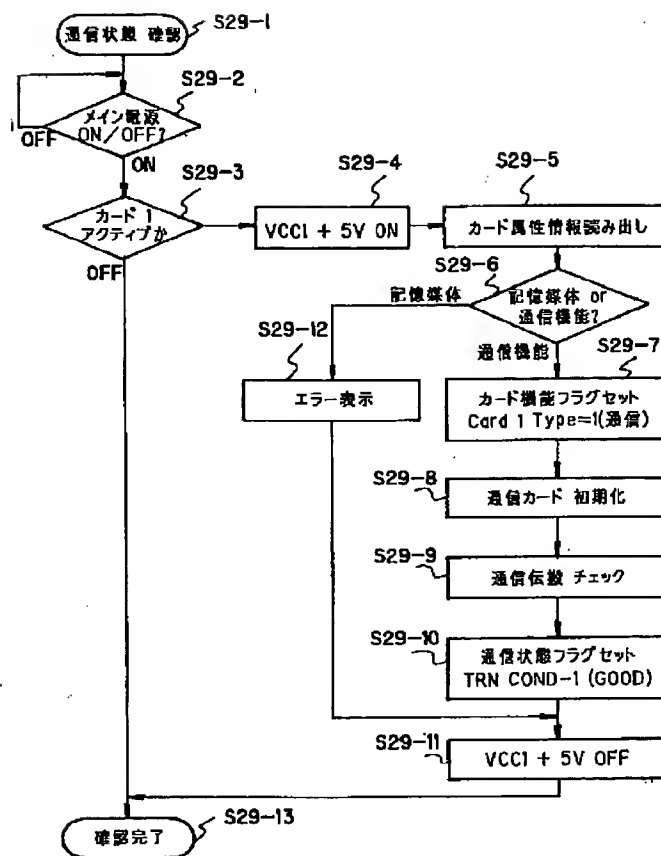 通信状態 確認
S29-1
S29-2
メイン電源
ON/OFF?
OFF
ON
S29-3
カード 1
アクティブか
OFF
S29-4
VCC1 + 5V ON
S29-5
カード属性情報読み出し
S29-6
記憶媒体 or
通信機能?
記憶媒体
通信機能
S29-12
エラー表示
S29-7
カード機能フラグセット
Card 1 Type=1(通信)
S29-8
通信カード 初期化
S29-9
通信伝搬 チェック
S29-10
通信状態フラグセット
TRN COND-1 (GOOD)
S29-11
VCC1 + 5V OFF
S29-13
確認完了